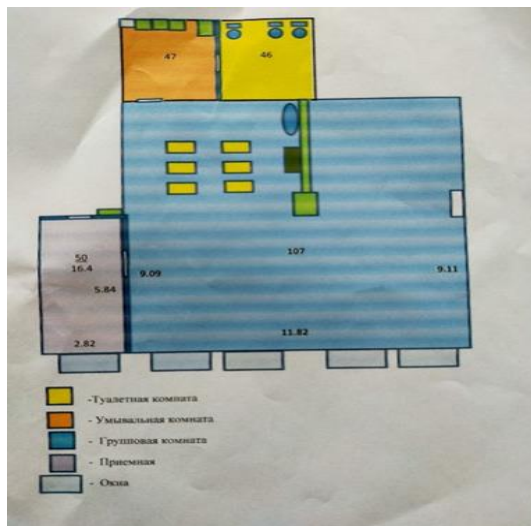 47
46
50
16.4
107
9.09
9.11
5.84
11.82
2.82
-Туалетная комната
- Умывальная комната
- Групповая комната
- Приемная
- Окна